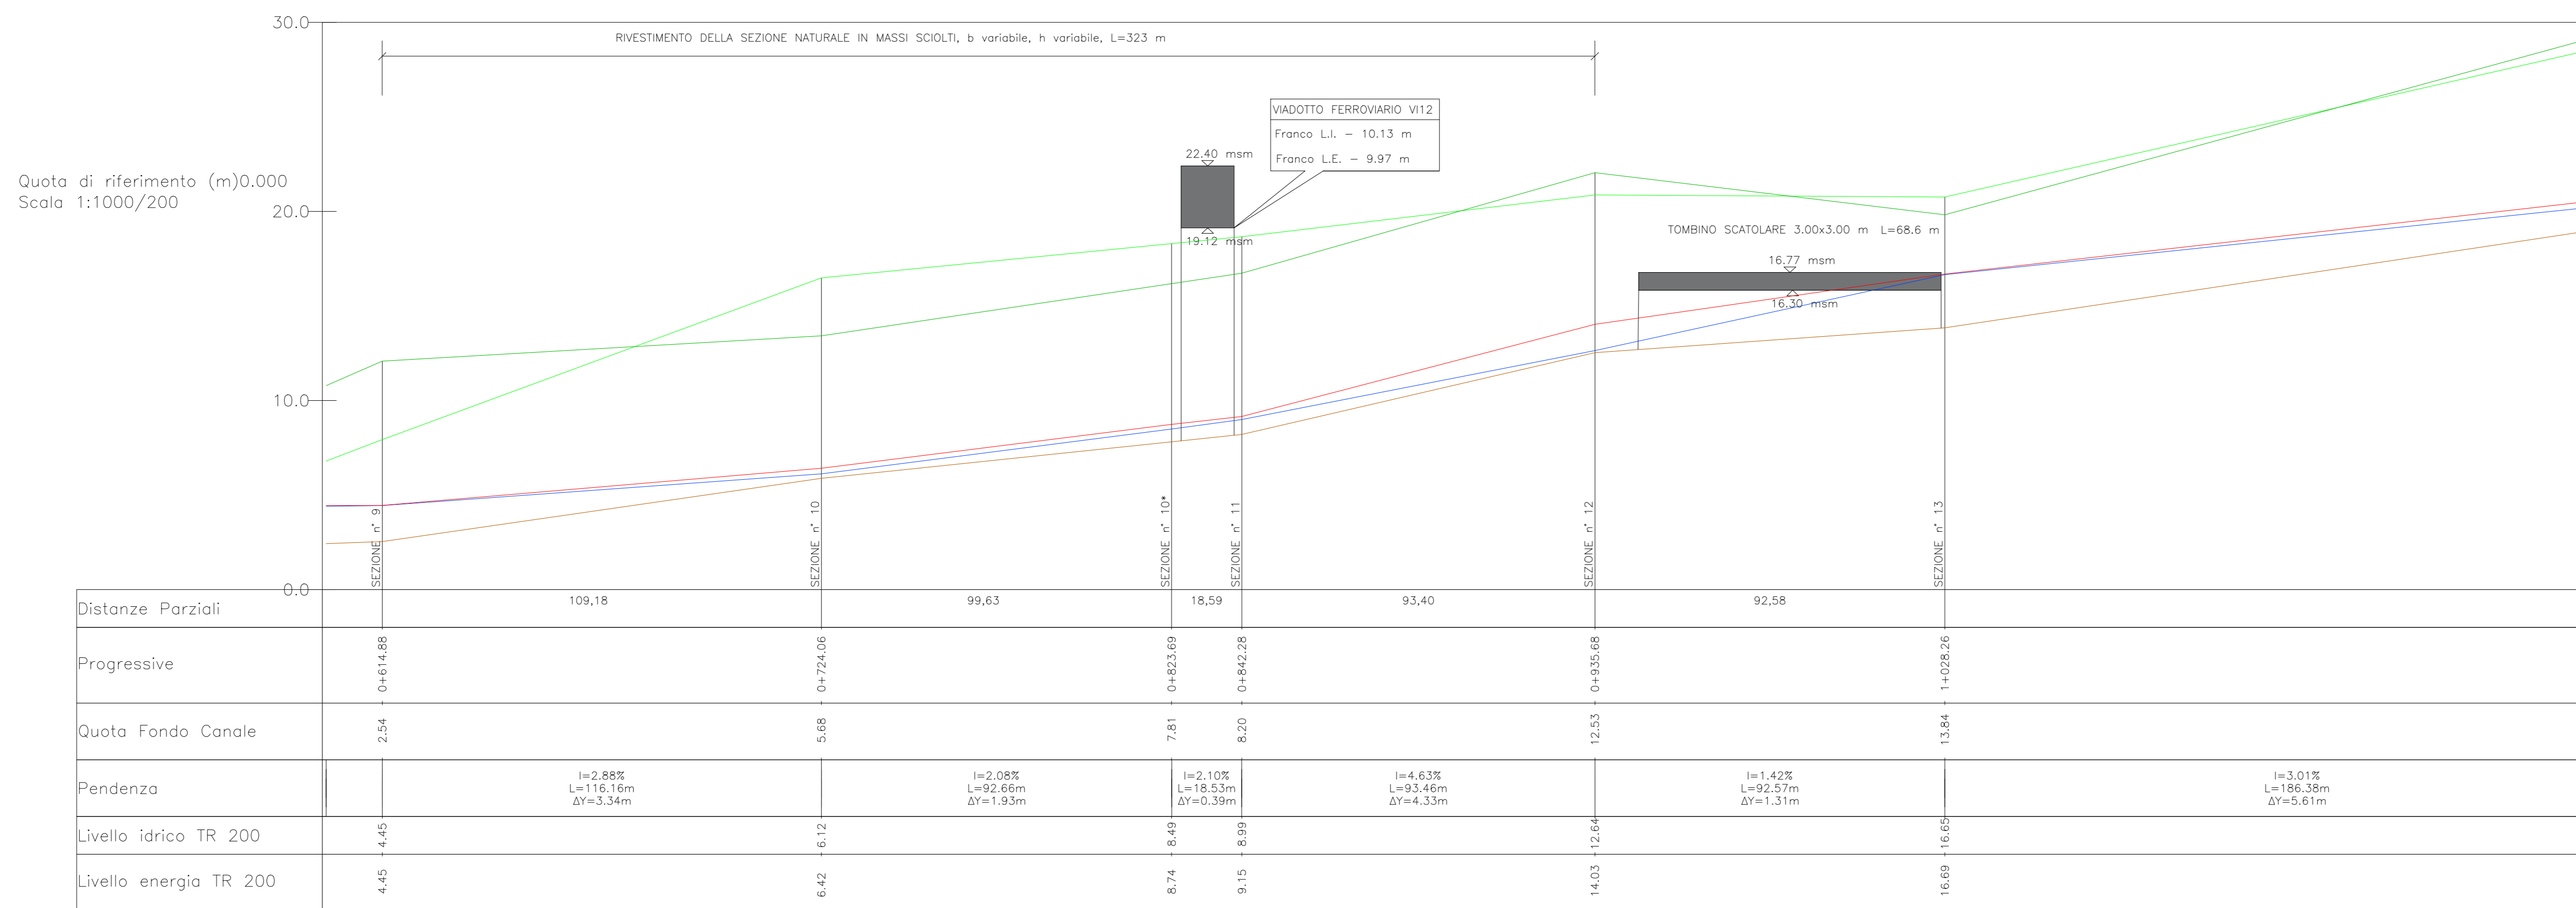 30.0
RIVESTIMENTO DELLA SEZIONE NATURALE IN MASSI SCIOLTI, b variabile, h variabile, L=323 m
VIADOTTO FERROVIARIO VI12
Franco L.I. - 10.13 m
Franco L.E. - 9.97 m
22.40 msm
19.12 msm
Quota di riferimento (m)0.000
Scala 1:1000/200
20.0
TOMBINO SCATOLARE 3.00x3.00 m L=68.6 m
16.77 msm
16.30 msm
10.0
SEZIONE n° 9
SEZIONE n° 10
SEZIONE n° 10*
SEZIONE n° 11
SEZIONE n° 12
SEZIONE n° 13
0.0
Distanze Parziali 109,18 99,63 18,59 93,40 92,58
Progressive 0+614.88 0+724.06 0+823.69 0+842.28 0+935.68 1+028.26
Quota Fondo Canale 2.54 5.68 7.81 8.20 12.53 13.84
Pendenza
I=2.88% I=2.08% I=2.10% I=4.63% I=1.42% I=3.01%
L=116.16m L=92.66m L=18.53m L=93.46m L=92.57m L=186.38m
ΔY=3.34m ΔY=1.93m ΔY=0.39m ΔY=4.33m ΔY=1.31m ΔY=5.61m
Livello idrico TR 200 4.45 6.12 8.49 8.99 12.64 16.65
Livello energia TR 200 4.45 6.42 8.74 9.15 14.03 16.69